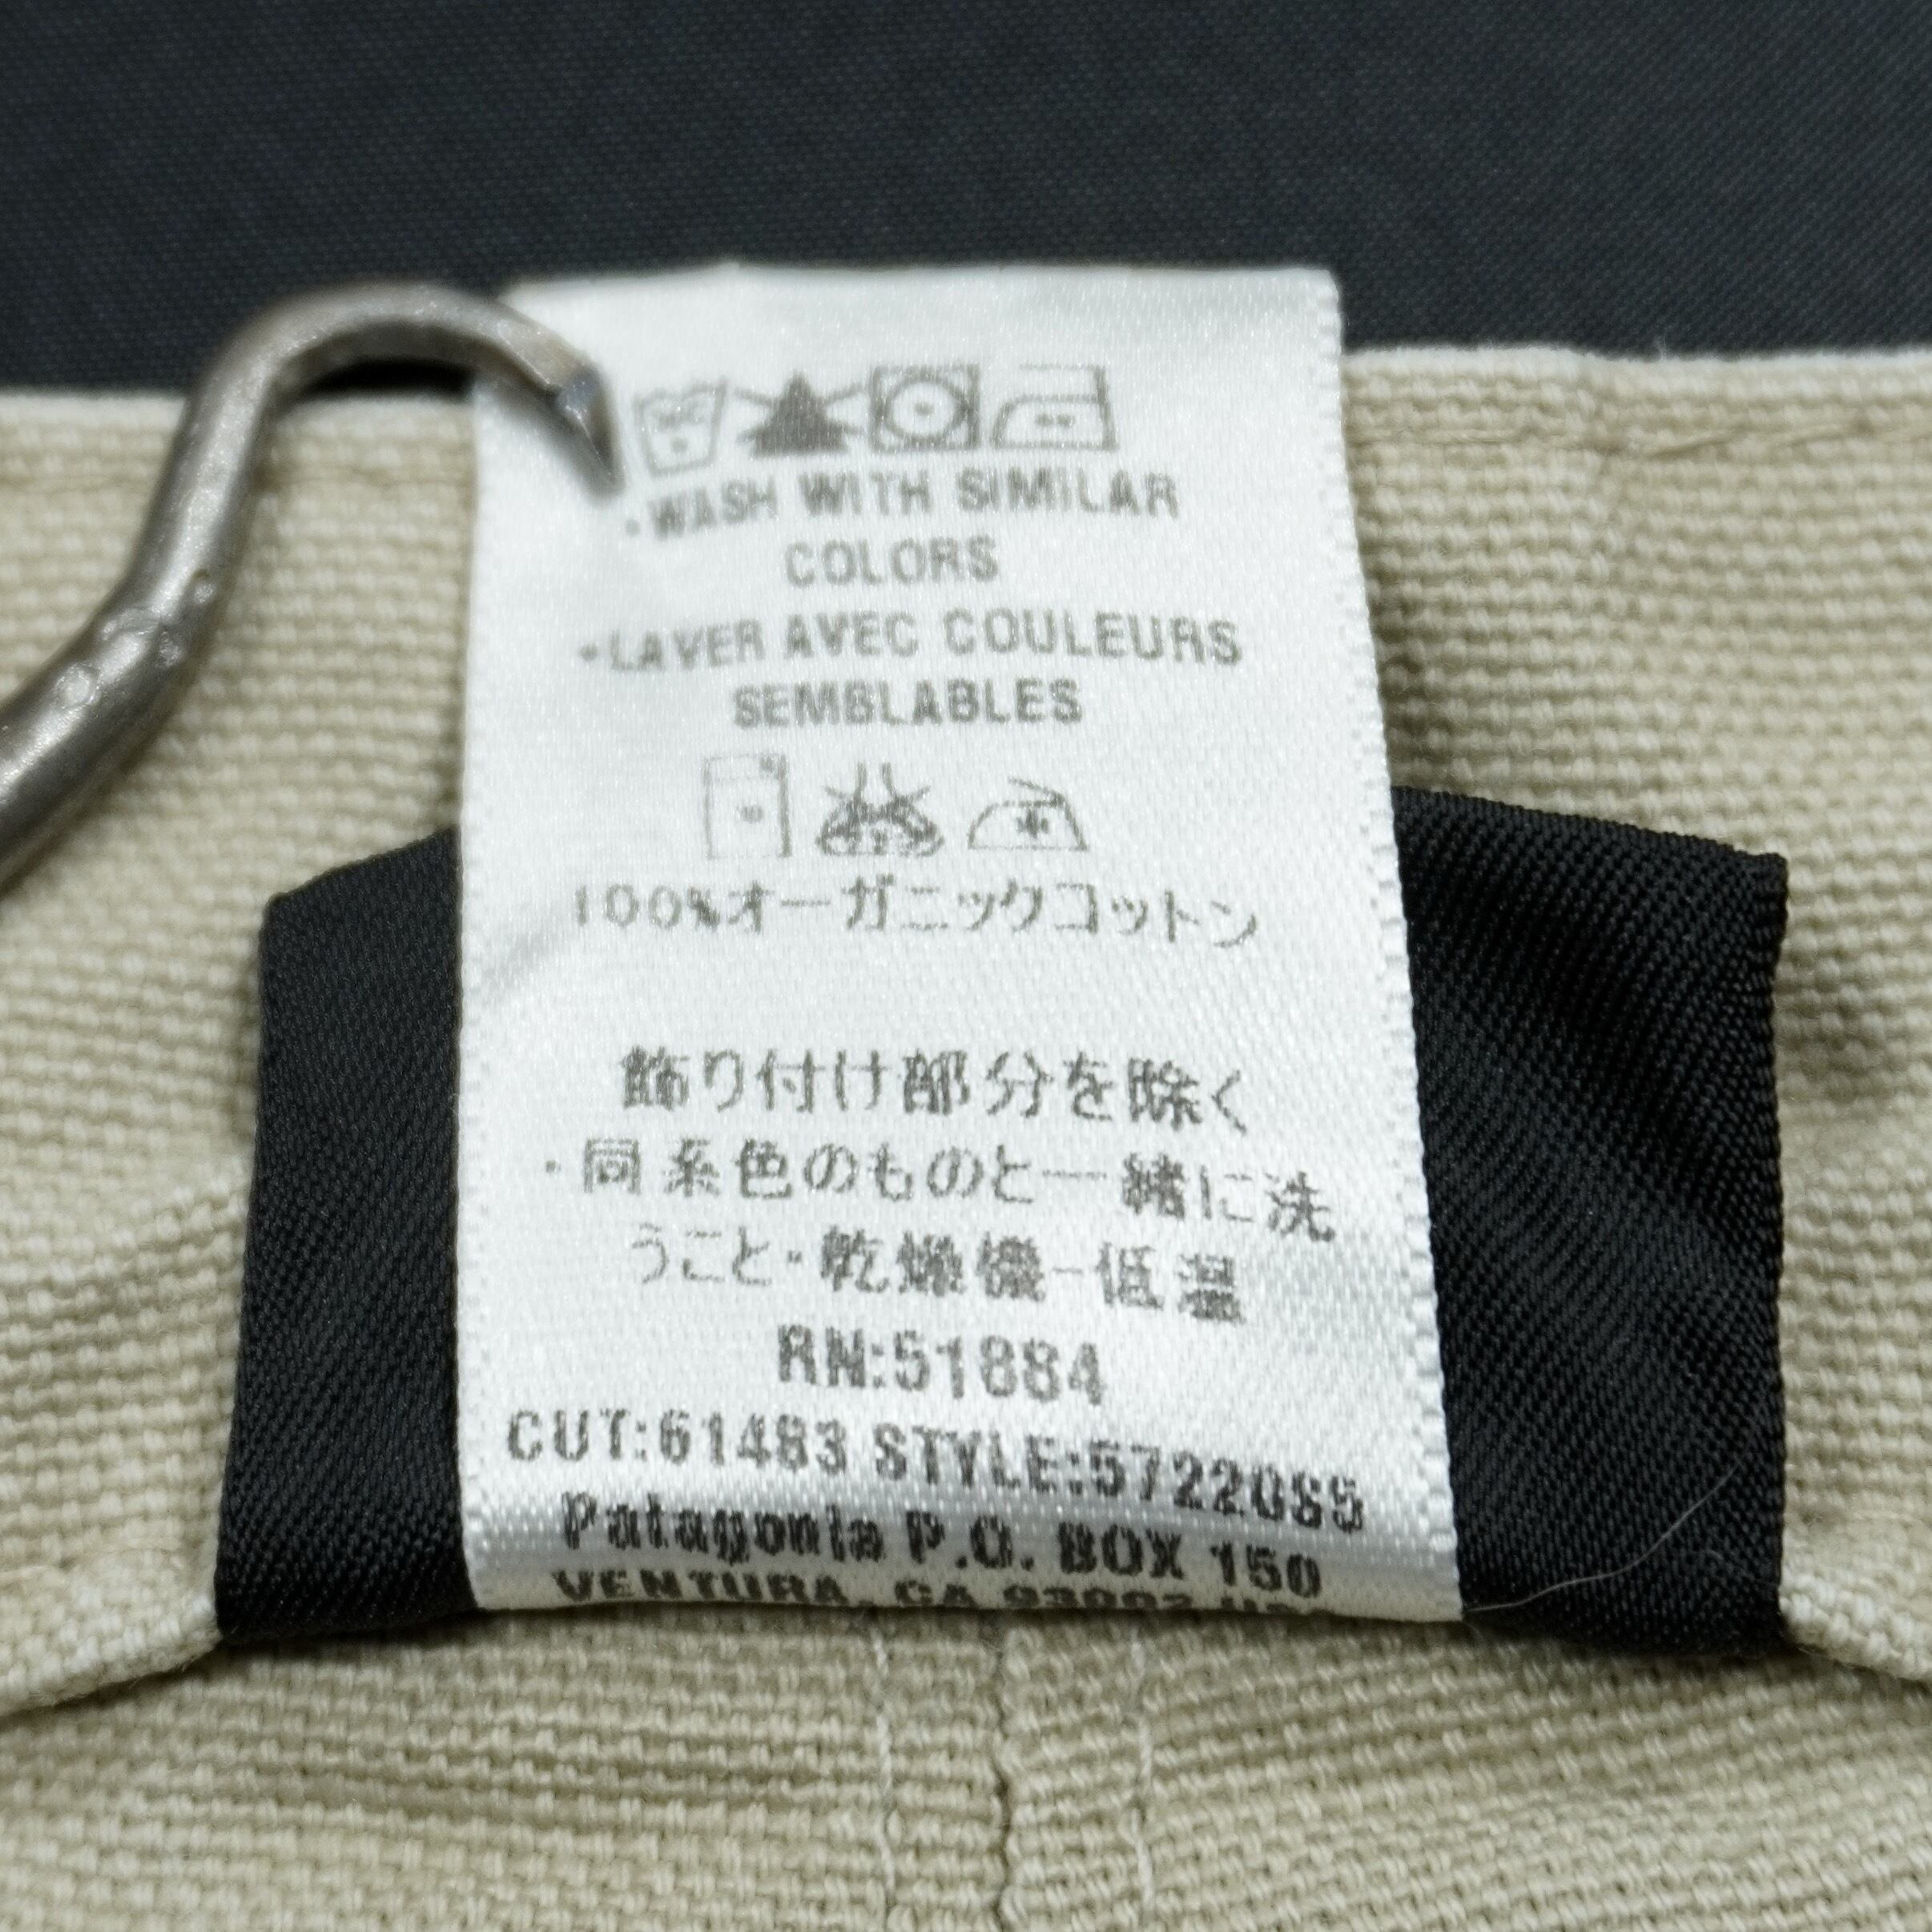 ·WASH WITH SIMILAR
COLORS
·LAVER AVEC COULEURS
SEMBLABLES
100%オーガニックコットン
飾り付け部分を除く
·同系色のものと一緒に洗
うこと·乾燥機-低温
RN:51884
CUT:61483 STYLE:57220S5
Patagonia P.O. BOX 150
VENTURA, CA